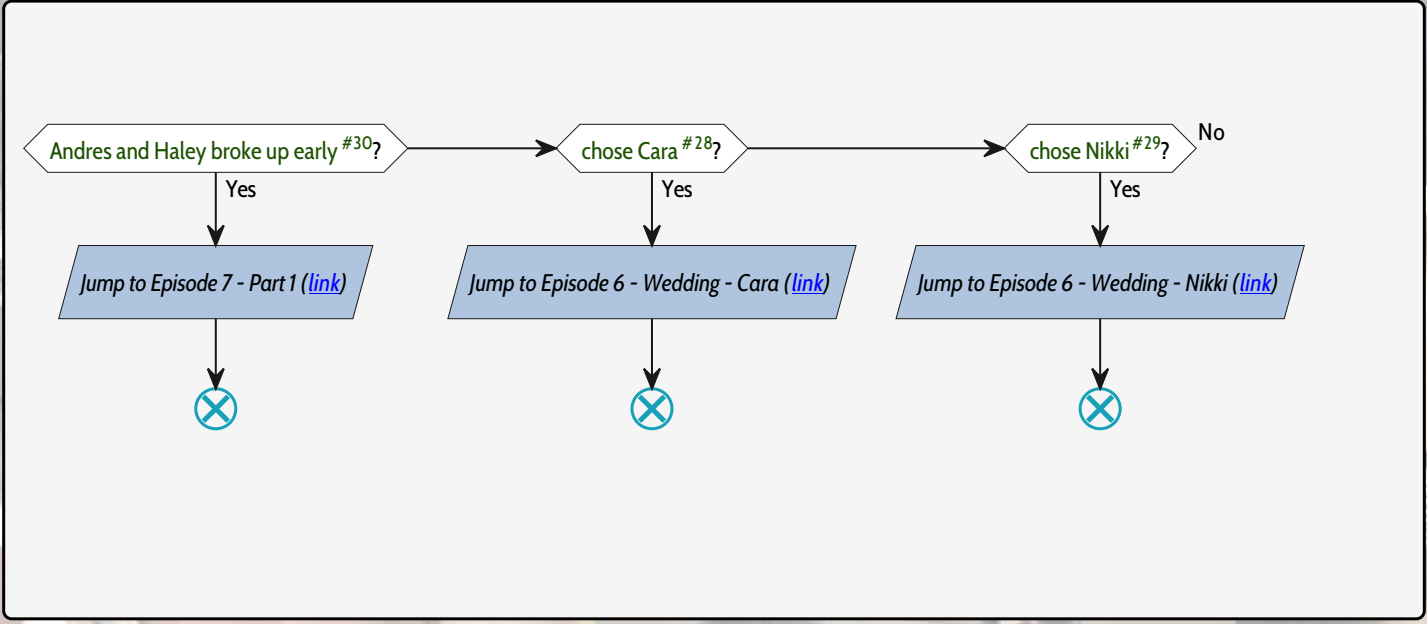 Andres and Haley broke up early #30?
chose Cara #28?
chose Nikki #29?
No
Yes
Yes
Yes
Jump to Episode 7 - Part 1 (link)
Jump to Episode 6 - Wedding - Cara (link)
Jump to Episode 6 - Wedding - Nikki (link)